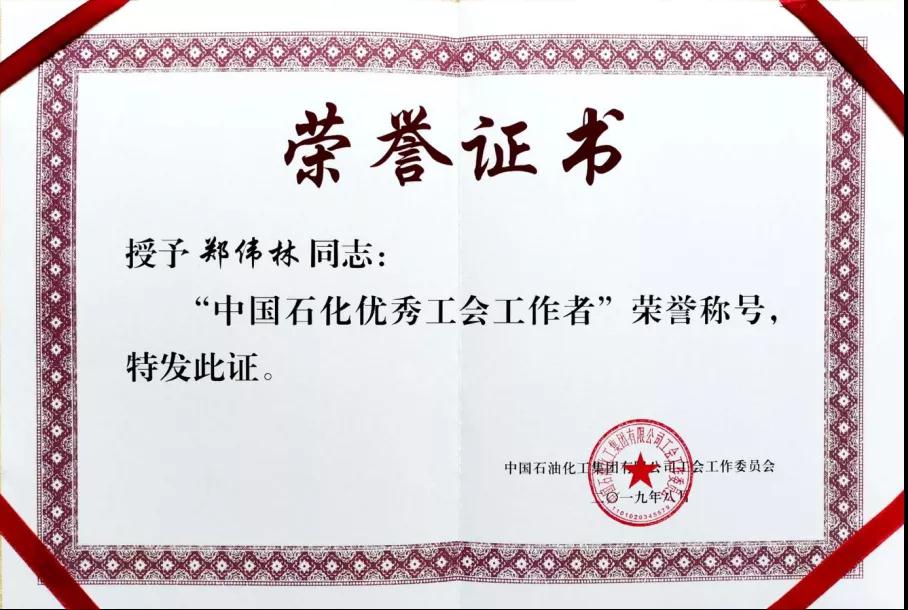 荣誉证书
授予 郑伟林 同志：
“中国石化优秀工会工作者”荣誉称号，
特发此证。
中国石油化工集团有限公司工会工作委员会
二〇一九年八月